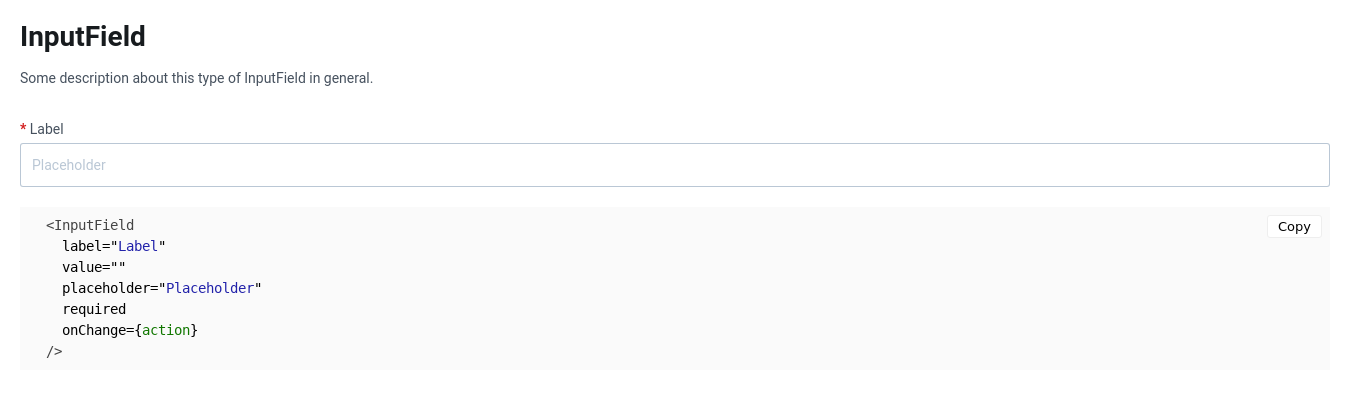 InputField
Some description about this type of InputField in general.
* Label
Placeholder
<InputField
Copy
label="Label"
value=""
placeholder="Placeholder"
required
onChange={action}
/>